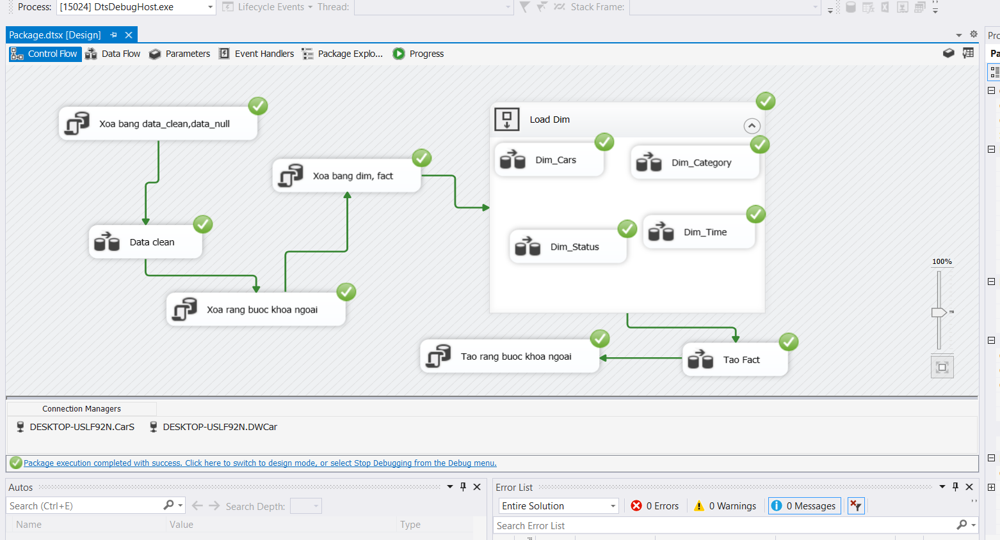 Process: [15024] DtsDebugHost.exe Lifecycle Events Thread: Stack Frame:
Package.dtsx [Design]
Control Flow Data Flow Parameters Event Handlers Package Explo... Progress
Xoa bang data_clean,data_null
Load Dim
Dim_Cars
Dim_Category
Xoa bang dim, fact
Data clean
Dim_Status
Dim_Time
Xoa rang buoc khoa ngoai
Tao rang buoc khoa ngoai
Tao Fact
100%
Connection Managers
DESKTOP-USLF92N.CarS DESKTOP-USLF92N.DWCar
Package execution completed with success. Click here to switch to design mode, or select Stop Debugging from the Debug menu.
Autos
Search (Ctrl+E) Search Depth:
Name Value Type
Error List
Entire Solution 0 Errors 0 Warnings 0 Messages
Search Error List